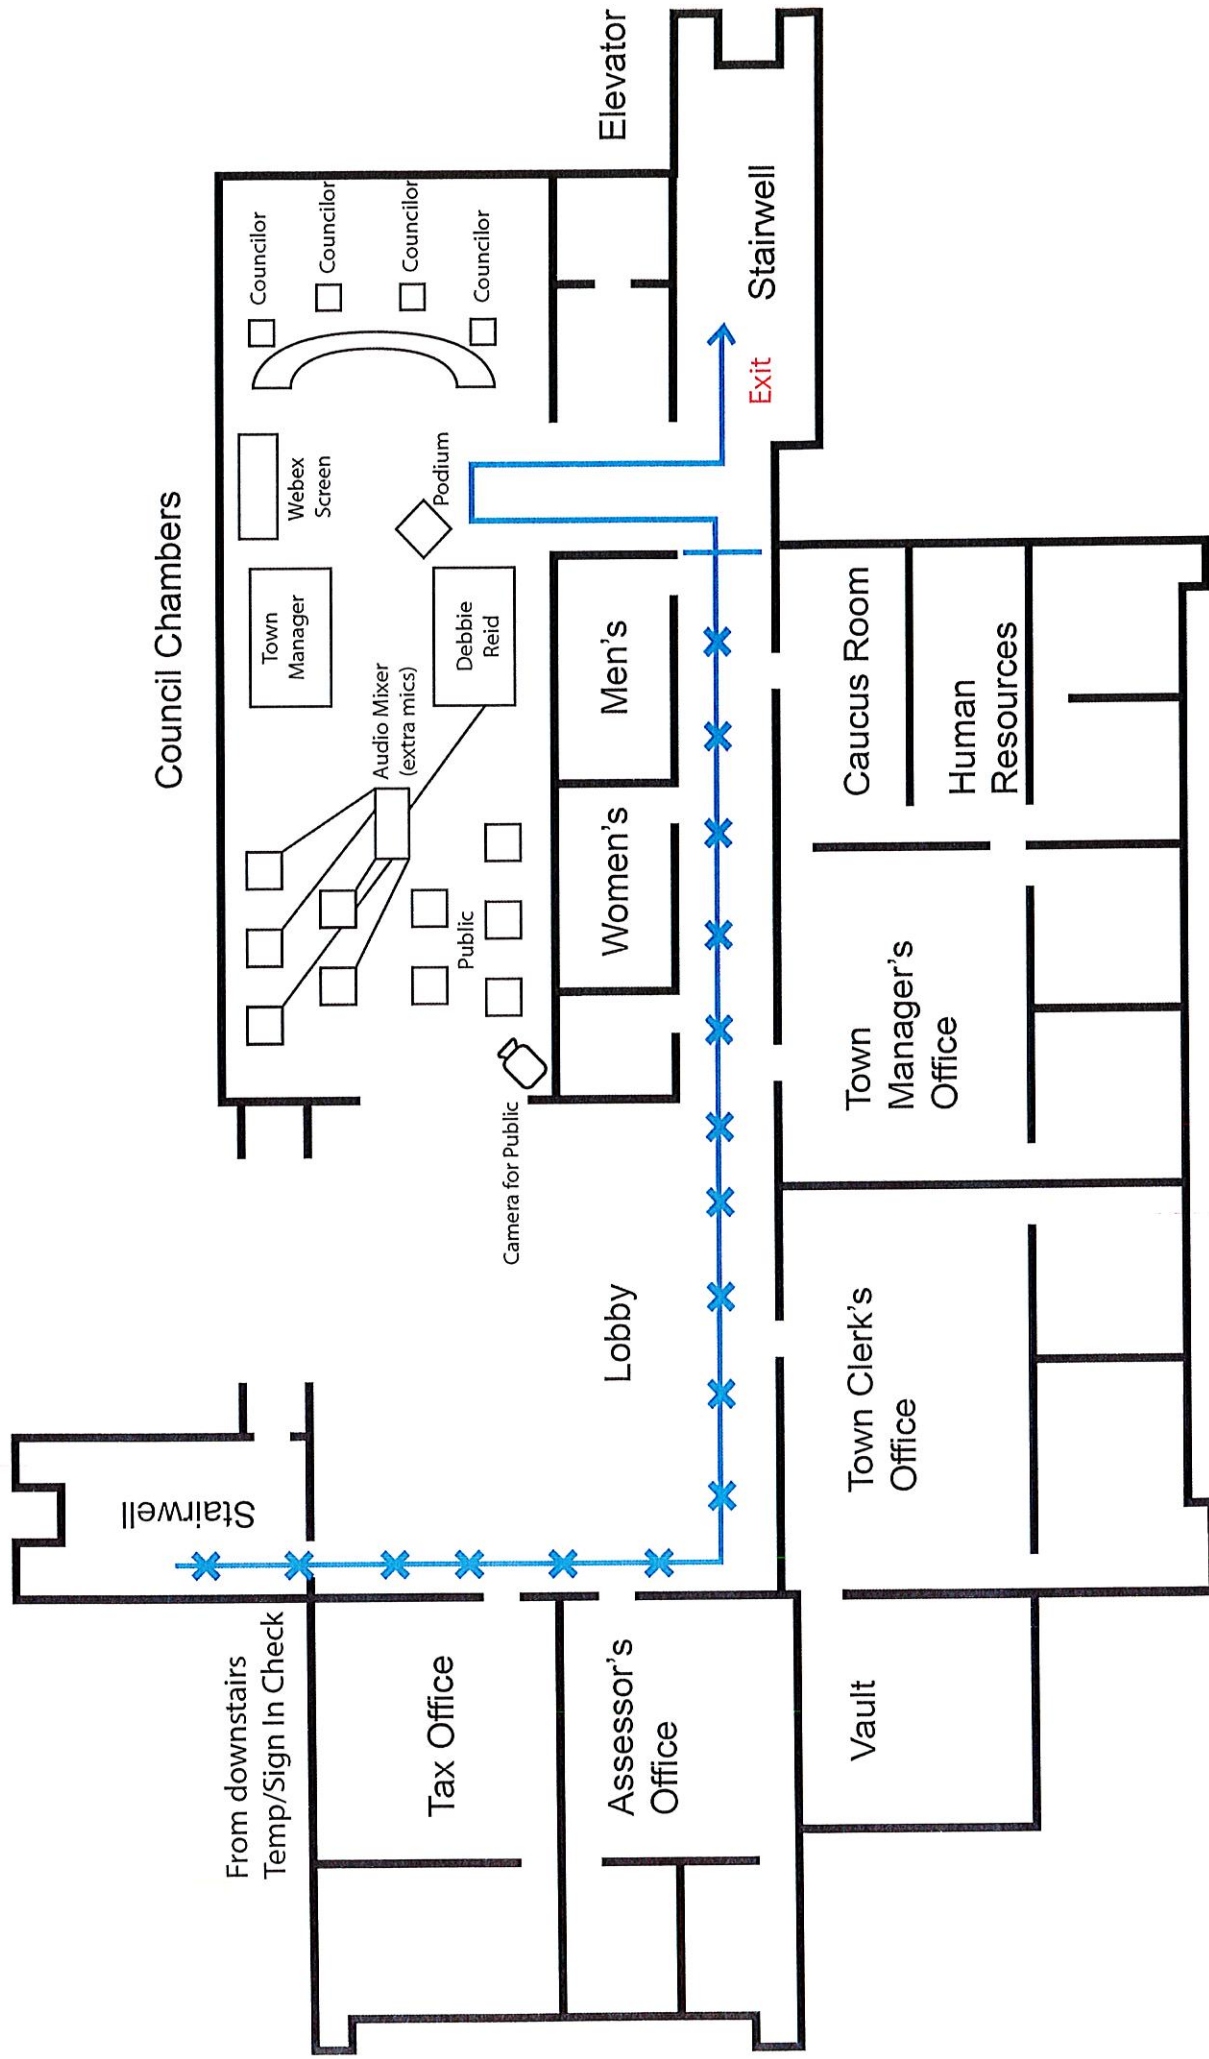 Council Chambers
Elevator
Councilor
Councilor
Councilor
Councilor
Webex
Screen
Podium
Town
Manager
Debbie
Reid
Audio Mixer
(extra mics)
Public
Camera for Public
Men's
Women's
Stairwell
Exit
Lobby
Stairwell
From downstairs
Temp/Sign In Check
Tax Office
Assessor's
Office
Vault
Town Clerk's
Office
Town
Manager's
Office
Caucus Room
Human
Resources